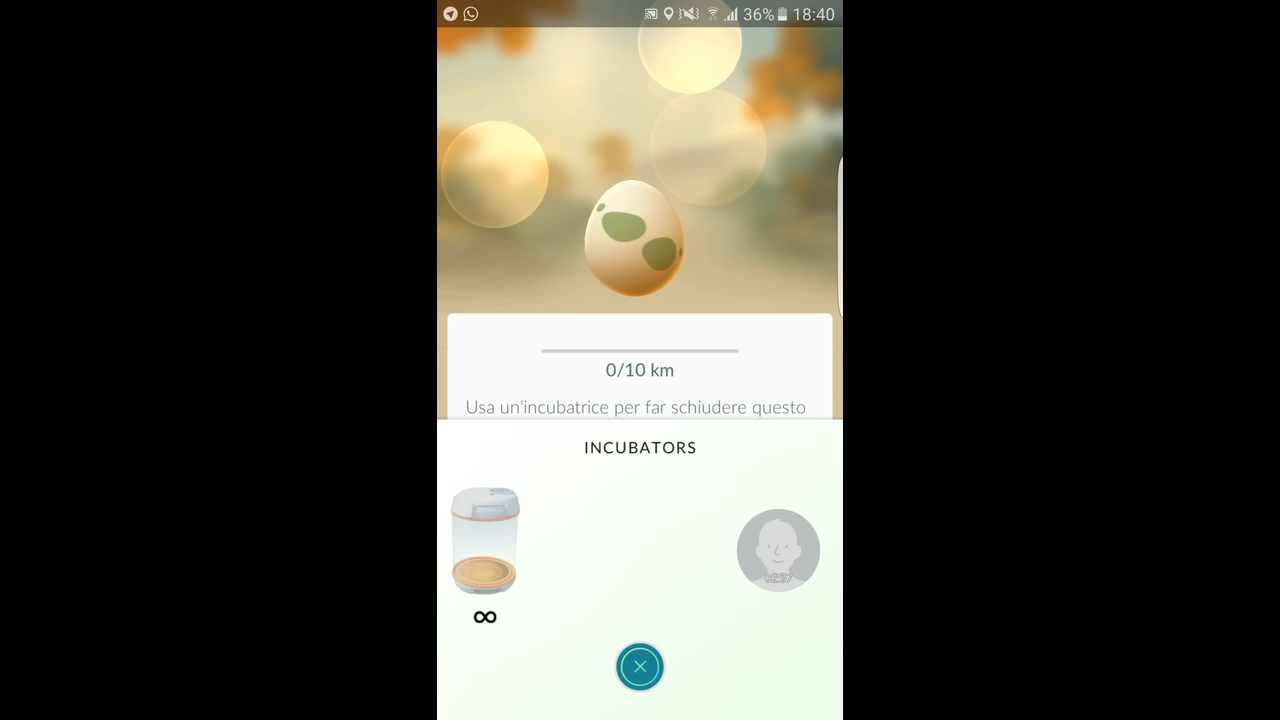 36% 18:40
0/10 km
Usa un'incubatrice per far schiudere questo
INCUBATORS
∞